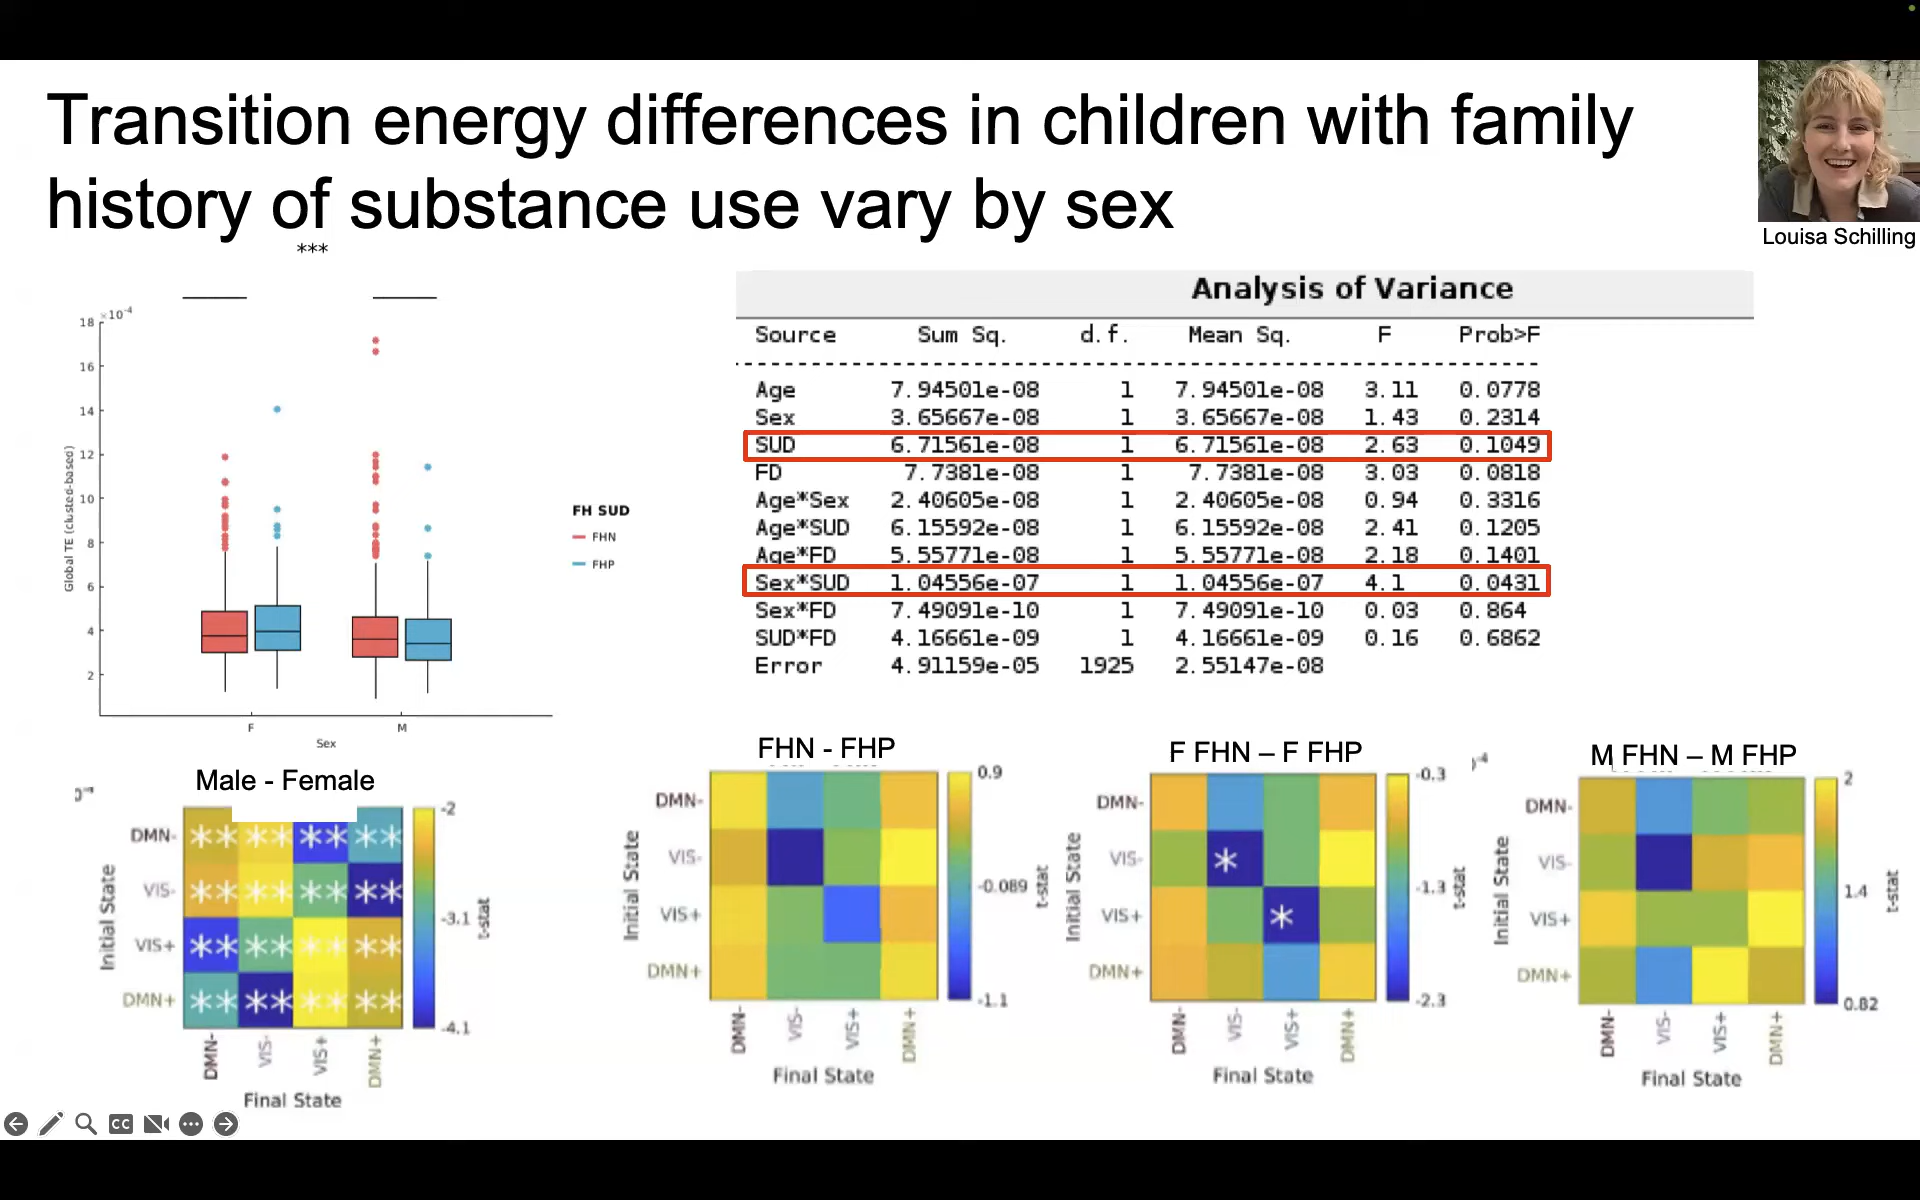 Transition energy differences in children with family
history of substance use vary by sex
Louisa Schilling
***
×10-4
18
16
14
12
10
8
6
4
2
Global TE (clusted-based)
F
M
Sex
FH SUD
FHN
FHP
Analysis of Variance
Source Sum Sq. d.f. Mean Sq. F Prob>F
Age 7.94501e-08 1 7.94501e-08 3.11 0.0778
Sex 3.65667e-08 1 3.65667e-08 1.43 0.2314
SUD 6.71561e-08 1 6.71561e-08 2.63 0.1049
FD 7.7381e-08 1 7.7381e-08 3.03 0.0818
Age*Sex 2.40605e-08 1 2.40605e-08 0.94 0.3316
Age*SUD 6.15592e-08 1 6.15592e-08 2.41 0.1205
Age*FD 5.55771e-08 1 5.55771e-08 2.18 0.1401
Sex*SUD 1.04556e-07 1 1.04556e-07 4.1 0.0431
Sex*FD 7.49091e-10 1 7.49091e-10 0.03 0.864
SUD*FD 4.16661e-09 1 4.16661e-09 0.16 0.6862
Error 4.91159e-05 1925 2.55147e-08
Male - Female
Initial State
DMN- ** ** ** **
VIS- ** ** ** **
VIS+ ** ** ** **
DMN+ ** ** ** **
DMN- VIS- VIS+ DMN+
Final State
-2
-3.1
-4.1
t-stat
FHN - FHP
Initial State
DMN-
VIS-
VIS+
DMN+
DMN- VIS- VIS+ DMN+
Final State
0.9
-0.089
-1.1
t-stat
F FHN – F FHP
Initial State
DMN-
VIS- *
VIS+ *
DMN+
DMN- VIS- VIS+ DMN+
Final State
-0.3
-1.3
-2.3
t-stat
M FHN – M FHP
Initial State
DMN-
VIS-
VIS+
DMN+
DMN- VIS- VIS+ DMN+
Final State
2
1.4
0.82
t-stat
CC